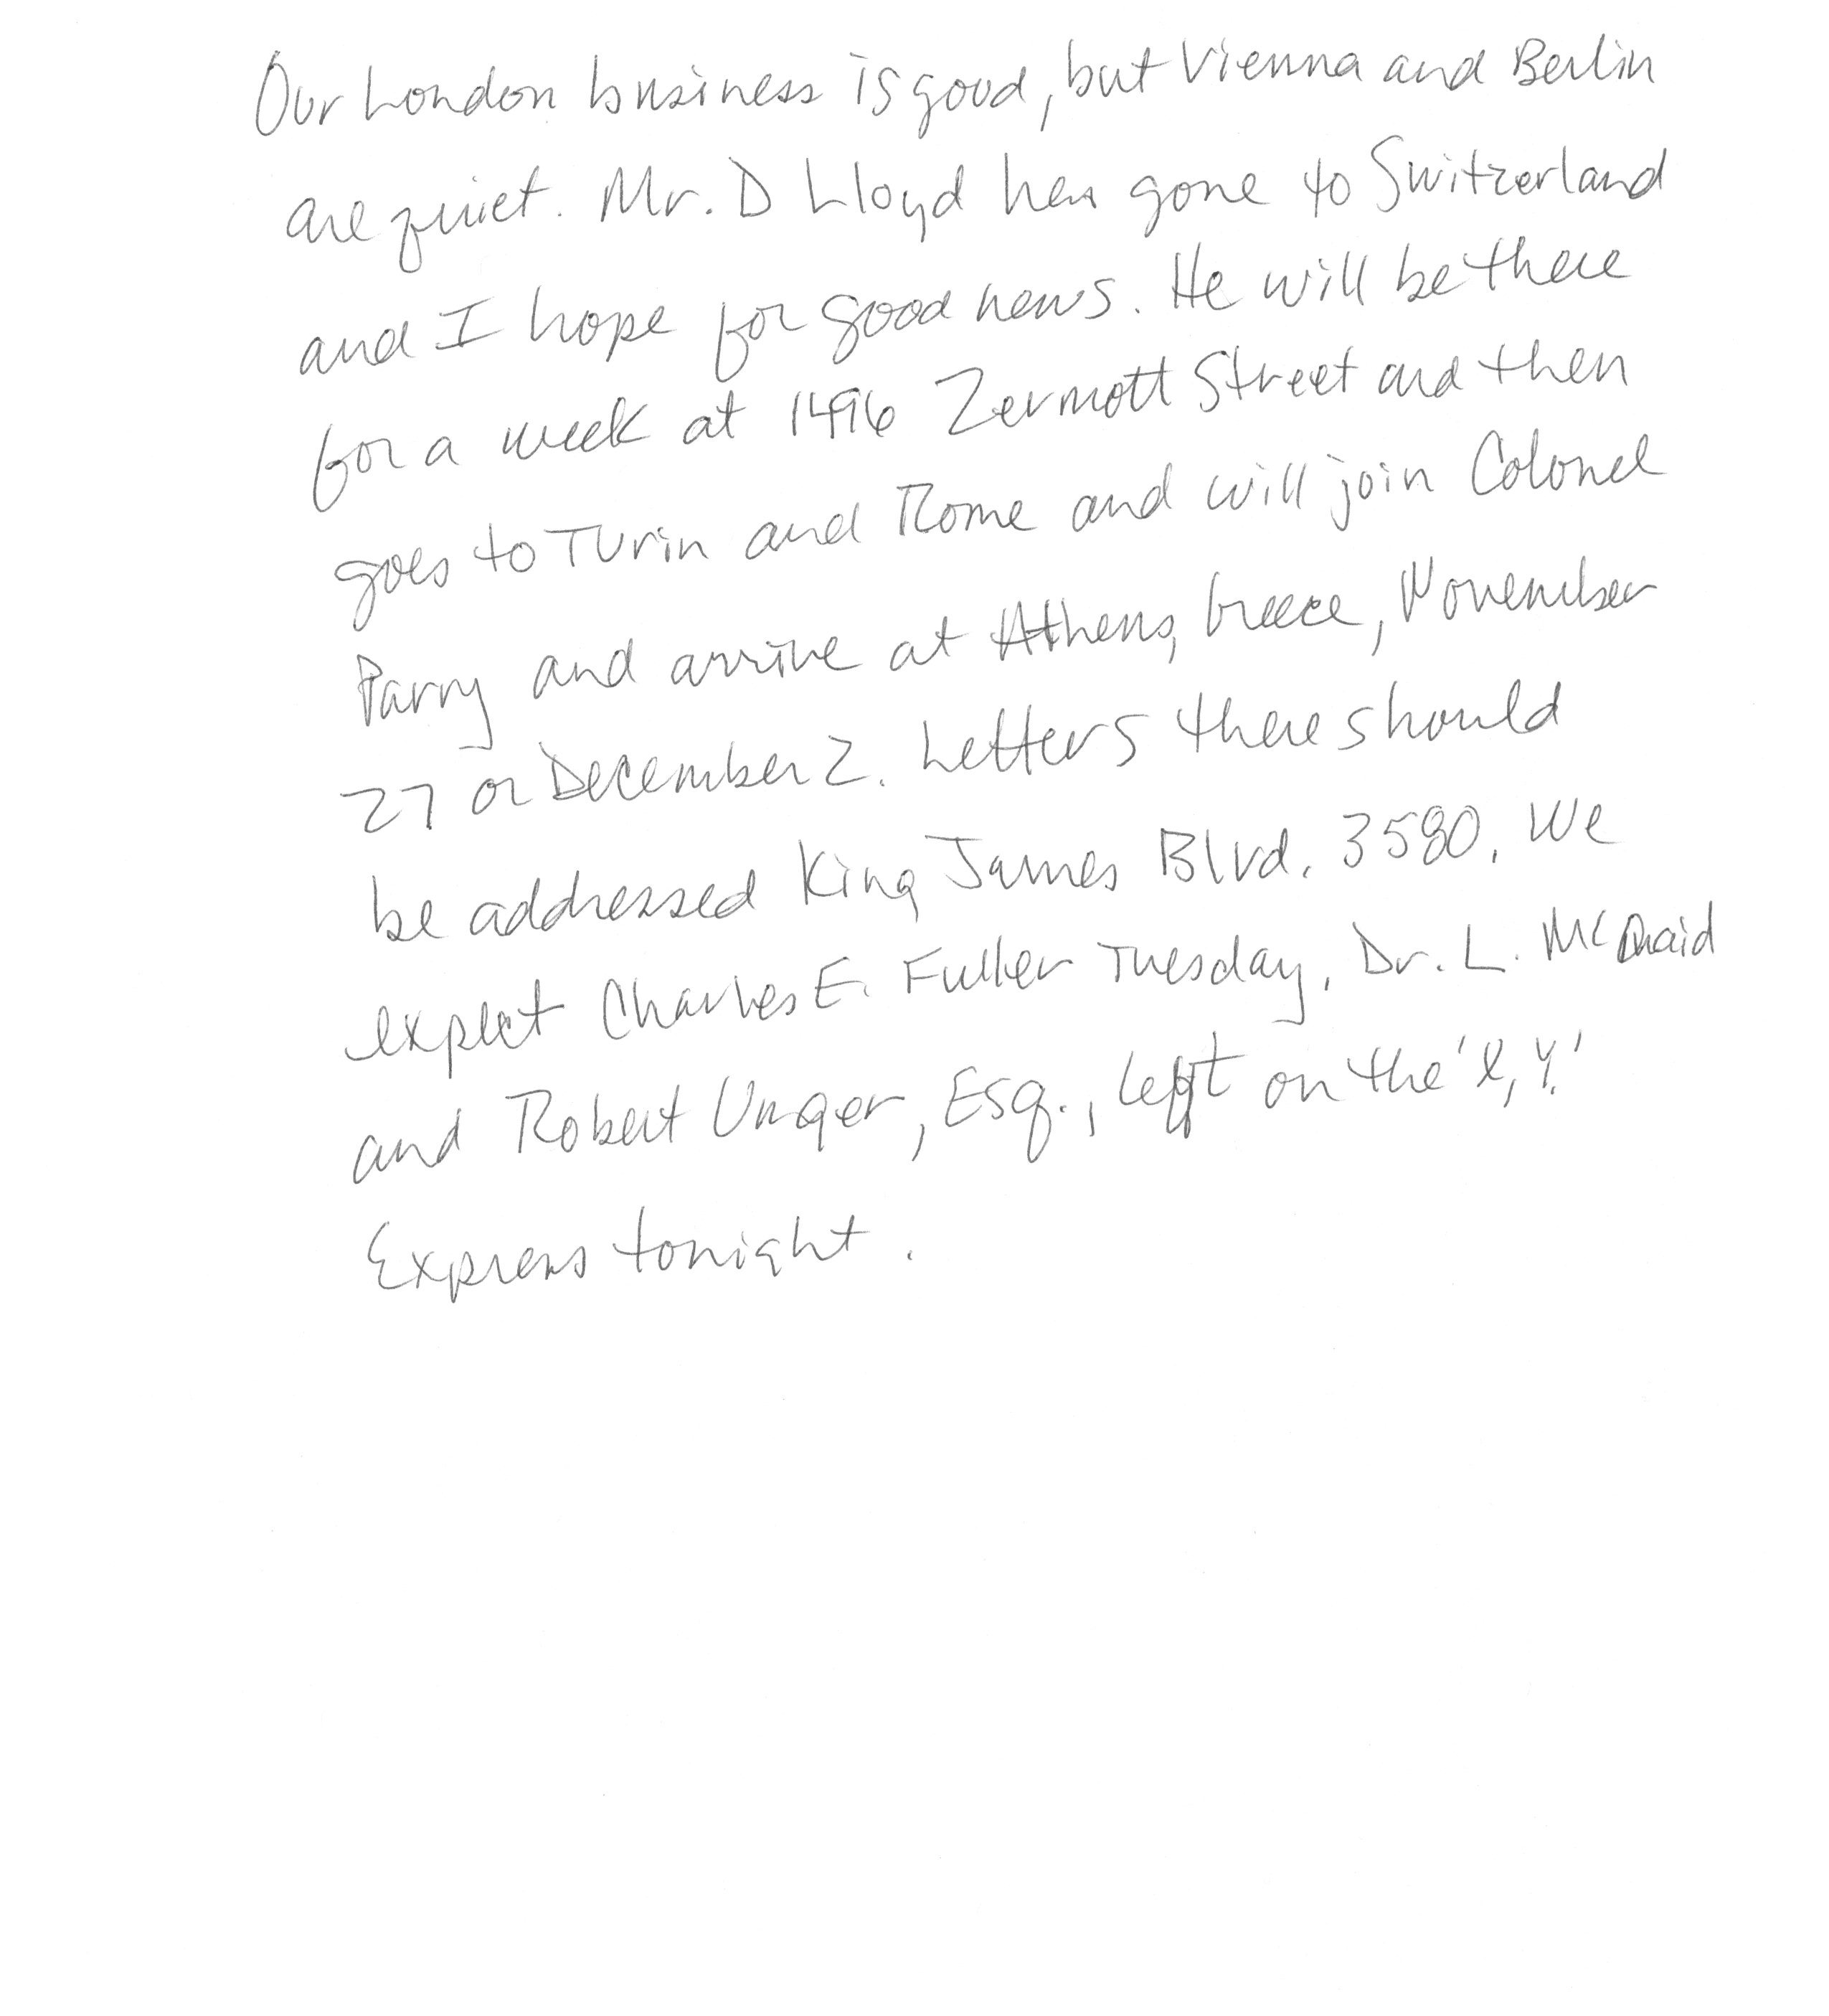 Our London business is good, but Vienna and Berlin
are quiet. Mr. D Lloyd has gone to Switzerland
and I hope for good news. He will be there
for a week at 1496 Zermott Street and then
goes to Turin and Rome and will join Colonel
Parry and arrive at Athens, Greece, November
27 or December 2. Letters there should
be addressed King James Blvd. 3580. We
expect Charles E. Fuller Tuesday, Dr. L. McQuaid
and Robert Unger, Esq., left on the 'X, Y.'
Express tonight.